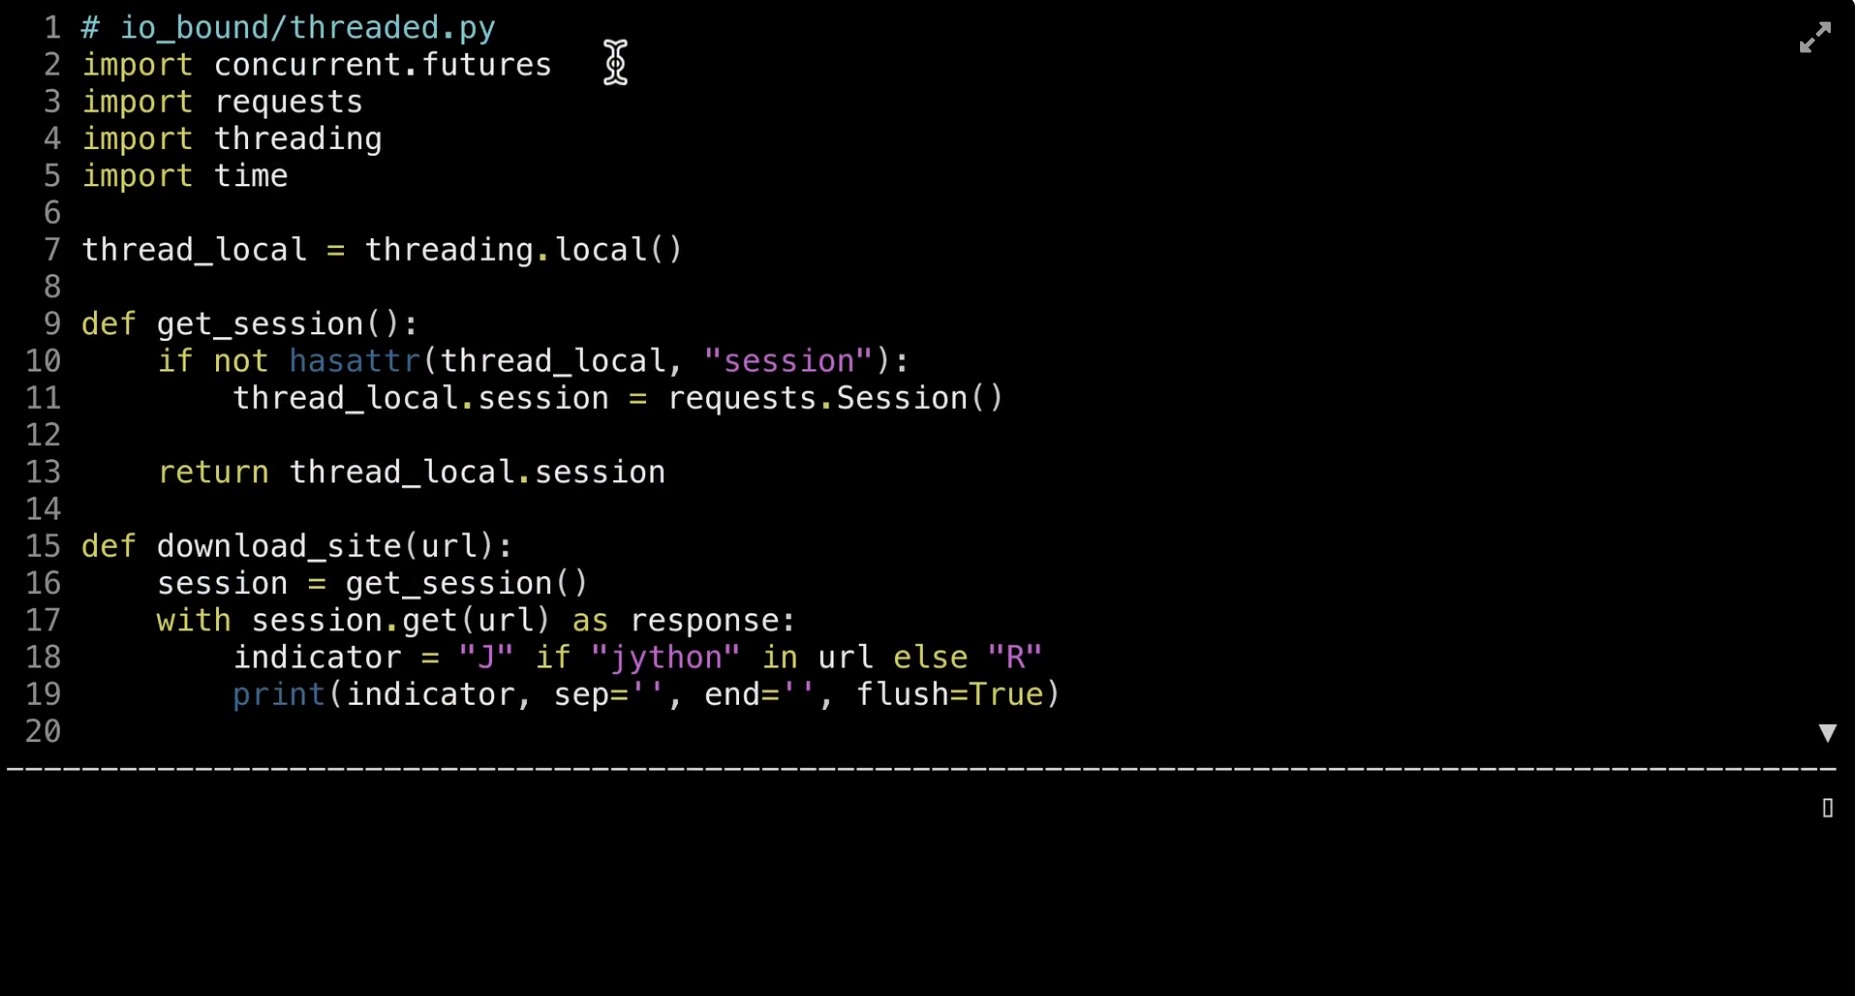 1 # io_bound/threaded.py
2 import concurrent.futures
3 import requests
4 import threading
5 import time
6
7 thread_local = threading.local()
8
9 def get_session():
10     if not hasattr(thread_local, "session"):
11         thread_local.session = requests.Session()
12
13     return thread_local.session
14
15 def download_site(url):
16     session = get_session()
17     with session.get(url) as response:
18         indicator = "J" if "jython" in url else "R"
19         print(indicator, sep='', end='', flush=True)
20